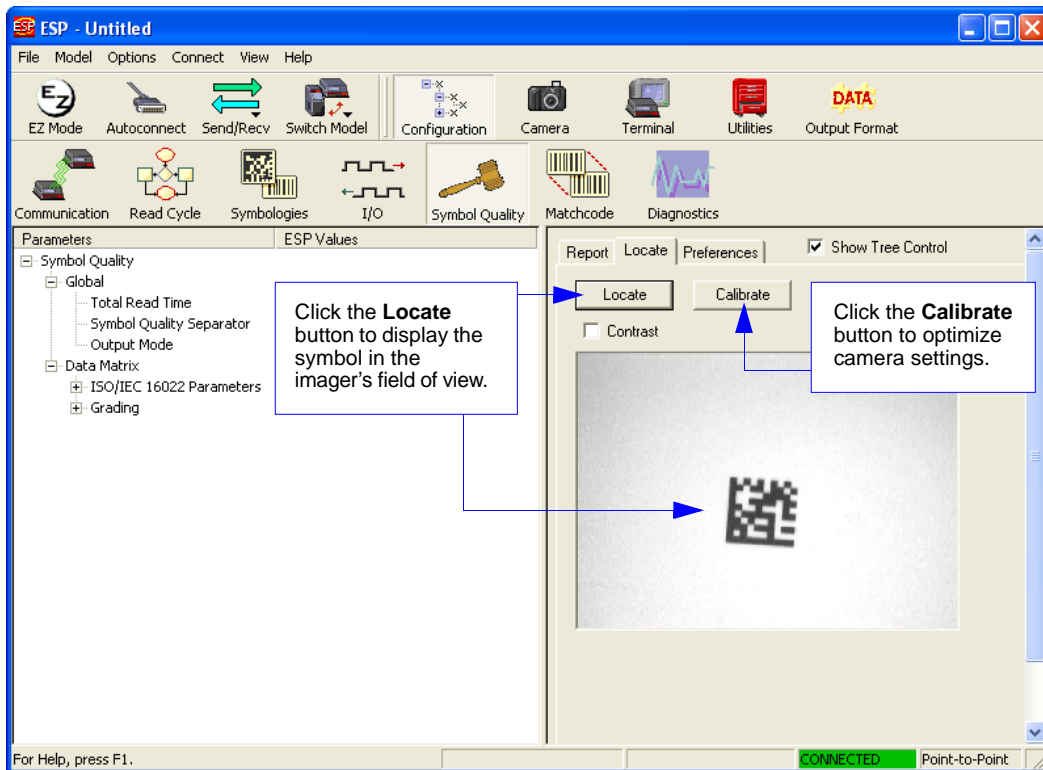 ESP - Untitled
File Model Options Connect View Help
EZ Mode Autoconnect Send/Recv Switch Model Configuration Camera Terminal Utilities Output Format
DATA
Communication Read Cycle Symbologies I/O Symbol Quality Matchcode Diagnostics
Parameters ESP Values
Symbol Quality
Global
Total Read Time
Symbol Quality Separator
Output Mode
Data Matrix
ISO/IEC 16022 Parameters
Grading
Click the Locate
button to display the
symbol in the
imager's field of view.
Report Locate Preferences Show Tree Control
Locate Calibrate
Contrast
Click the Calibrate
button to optimize
camera settings.
For Help, press F1. CONNECTED Point-to-Point